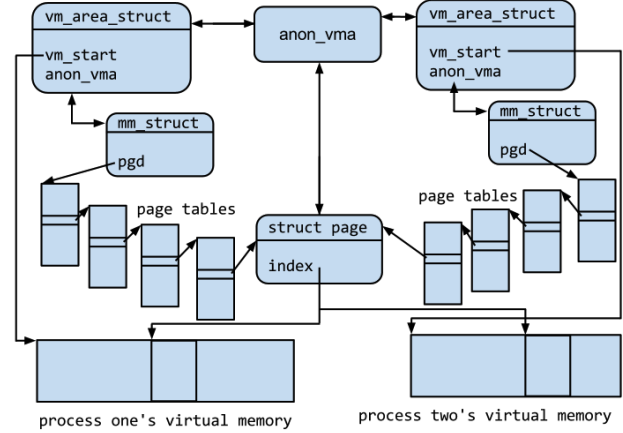 vm_area_struct
vm_start
anon_vma
anon_vma
vm_area_struct
vm_start
anon_vma
mm_struct
pgd
mm_struct
pgd
page tables
page tables
struct page
index
process one's virtual memory
process two's virtual memory